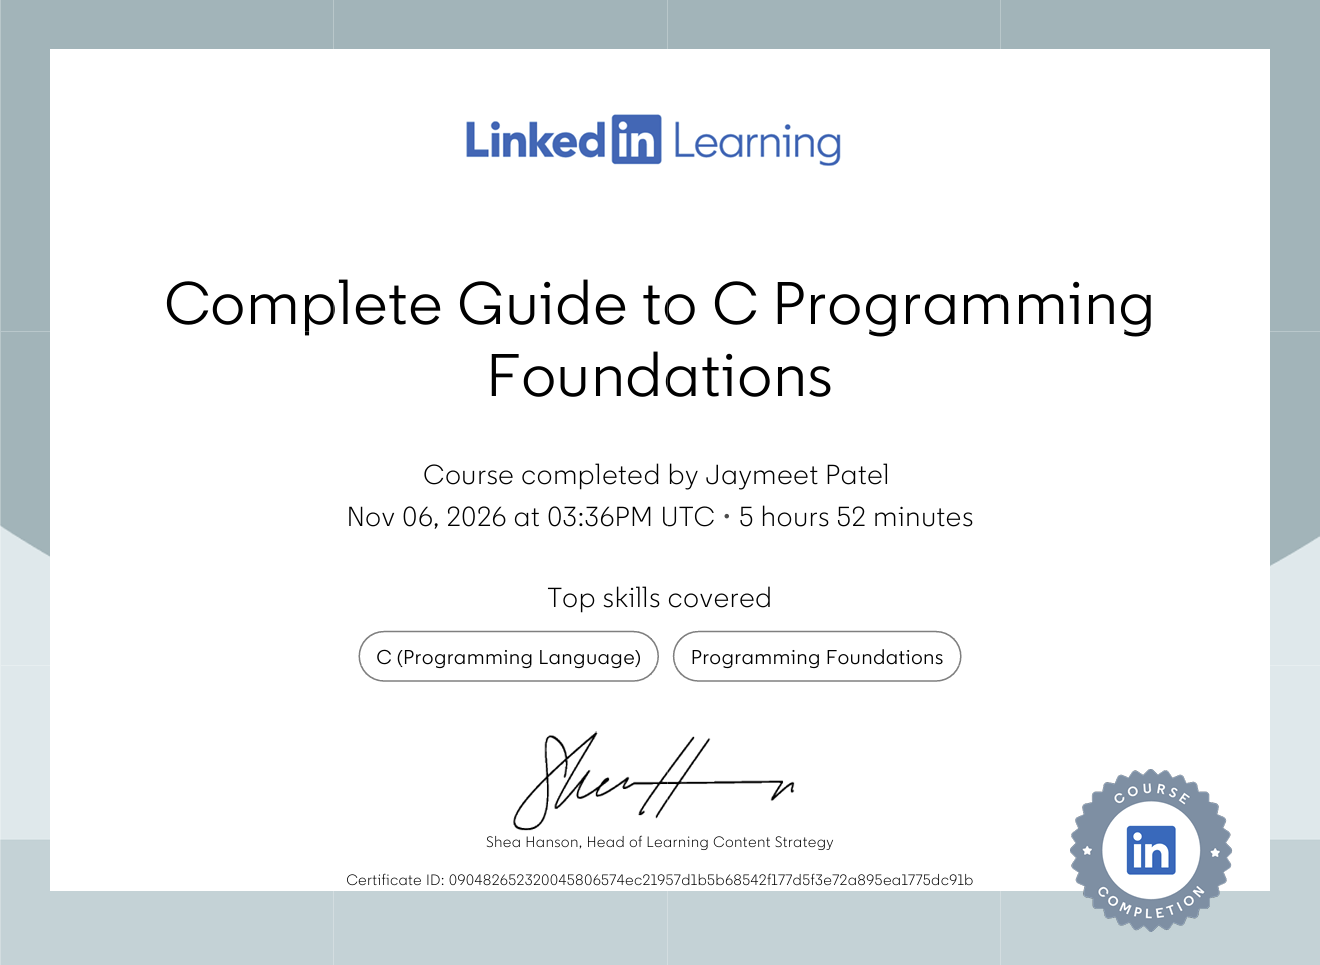 Linked in Learning
Complete Guide to C Programming
Foundations
Course completed by Jaymeet Patel
Nov 06, 2026 at 03:36PM UTC • 5 hours 52 minutes
Top skills covered
C (Programming Language) Programming Foundations
Shea Hanson, Head of Learning Content Strategy
Certificate ID: 090482652320045806574ec21957d1b5b68542f177d5f3e72a895ea1775dc91b
COURSE
in
COMPLETION